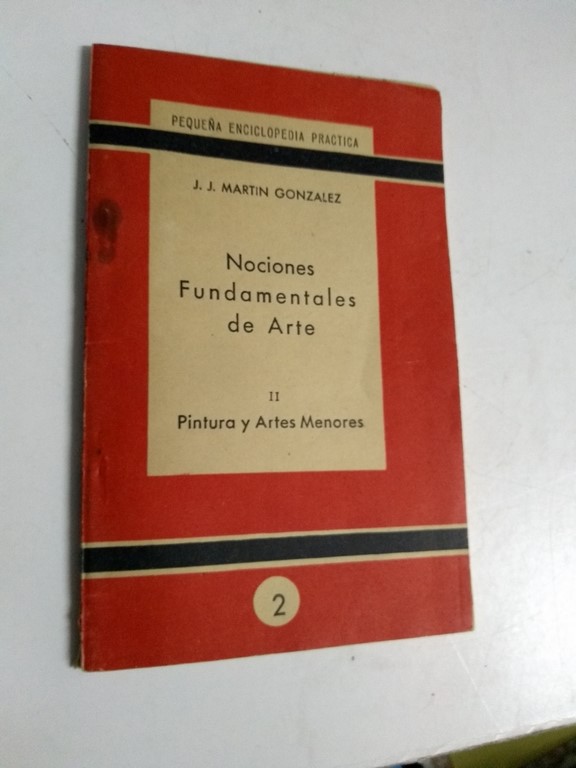 PEQUEÑA ENCICLOPEDIA PRACTICA
J. J. MARTIN GONZALEZ
Nociones
Fundamentales
de Arte
II
Pintura y Artes Menores
2